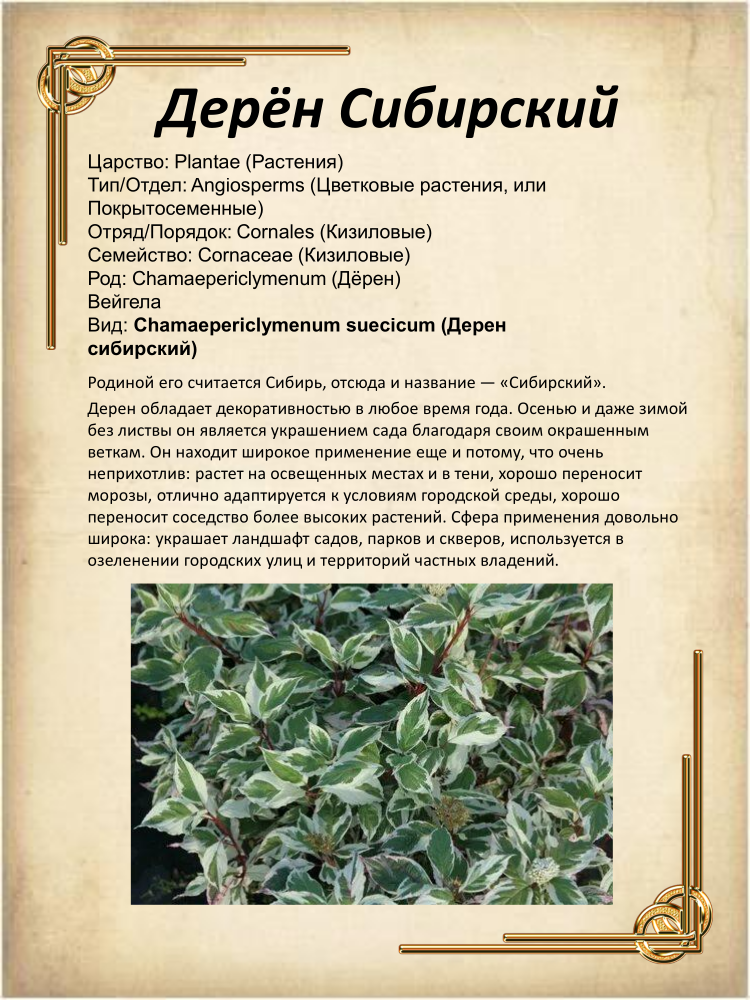 Дерён Сибирский
Царство: Plantae (Растения)
Тип/Отдел: Angiosperms (Цветковые растения, или
Покрытосеменные)
Отряд/Порядок: Cornales (Кизиловые)
Семейство: Cornaceae (Кизиловые)
Род: Chamaepericlymenum (Дёрен)
Вейгела
Вид: Chamaepericlymenum suecicum (Дерен
сибирский)
Родиной его считается Сибирь, отсюда и название — «Сибирский».
Дерен обладает декоративностью в любое время года. Осенью и даже зимой
без листвы он является украшением сада благодаря своим окрашенным
веткам. Он находит широкое применение еще и потому, что очень
неприхотлив: растет на освещенных местах и в тени, хорошо переносит
морозы, отлично адаптируется к условиям городской среды, хорошо
переносит соседство более высоких растений. Сфера применения довольно
широка: украшает ландшафт садов, парков и скверов, используется в
озеленении городских улиц и территорий частных владений.